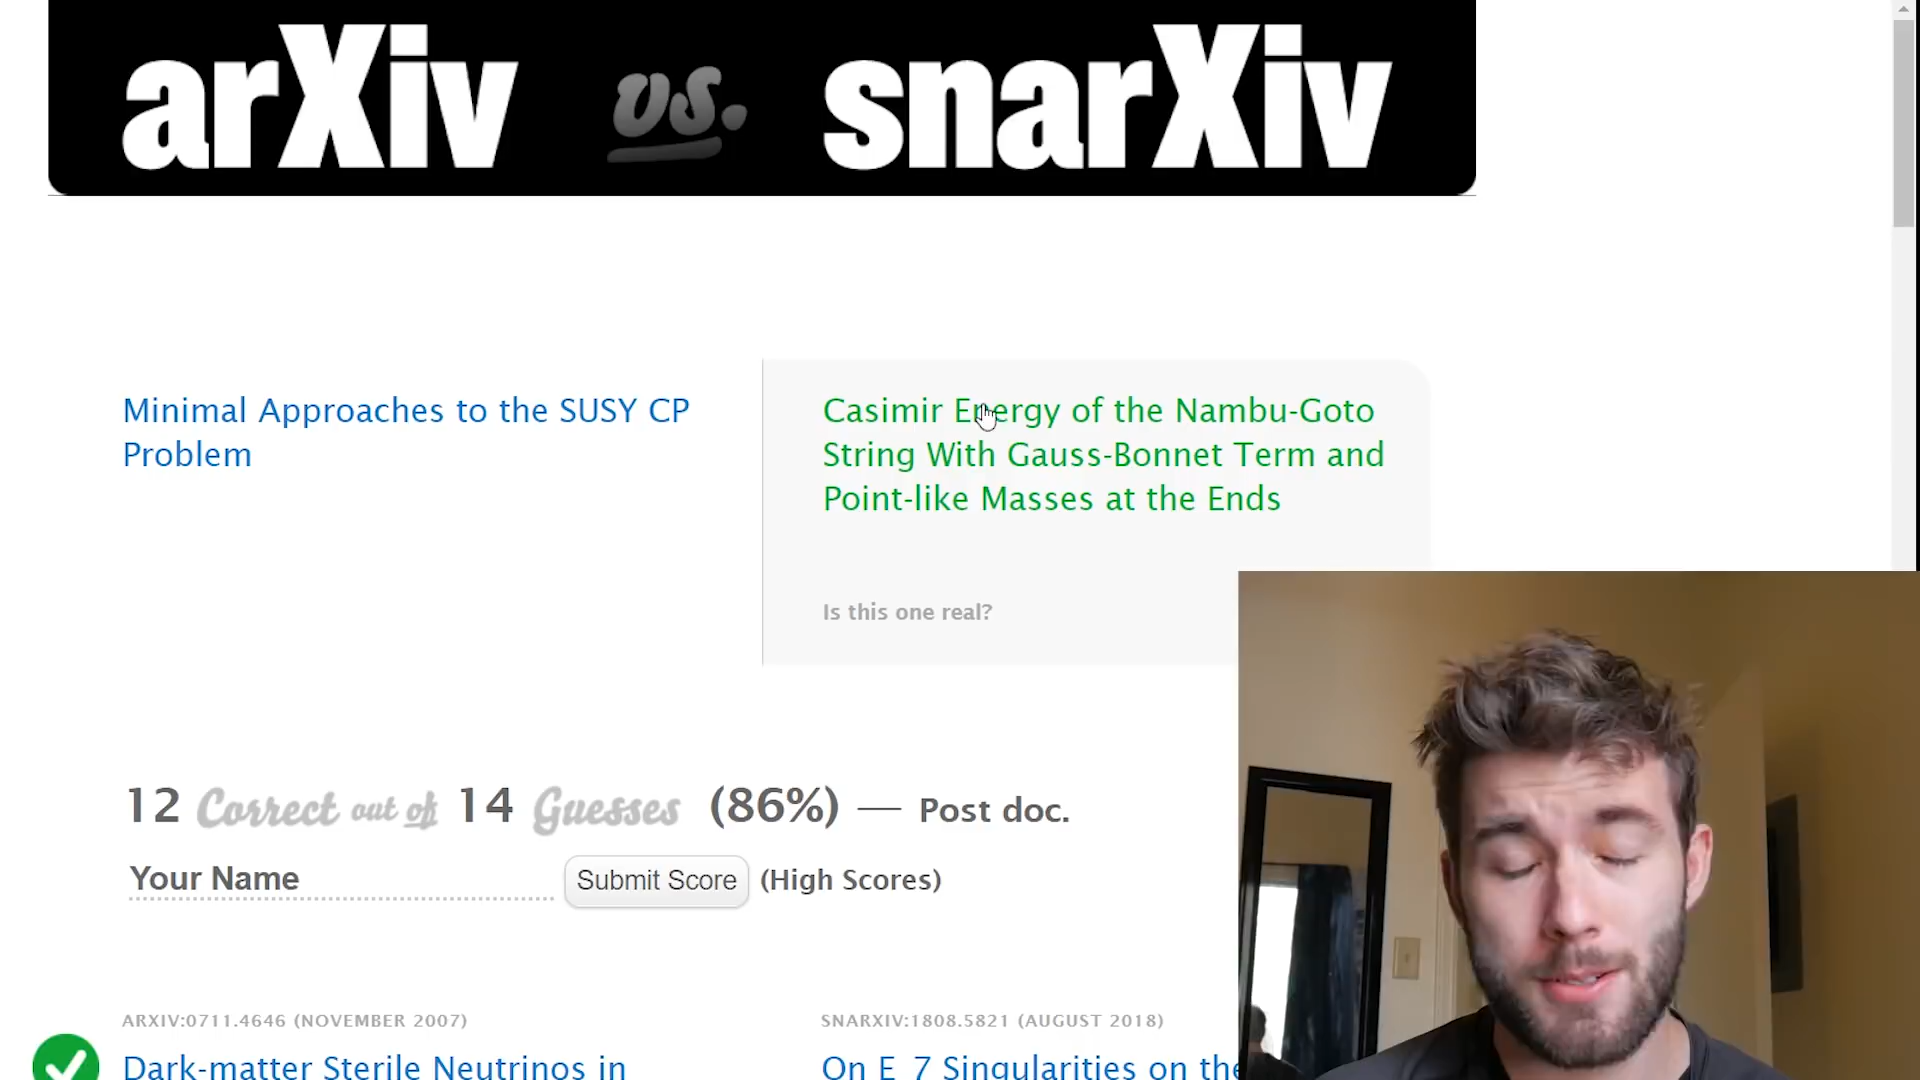 arXiv vs. snarXiv
Minimal Approaches to the SUSY CP
Problem
Casimir Energy of the Nambu-Goto
String With Gauss-Bonnet Term and
Point-like Masses at the Ends
Is this one real?
12 Correct out of 14 Guesses (86%) — Post doc.
Your Name Submit Score (High Scores)
ARXIV:0711.4646 (NOVEMBER 2007)
Dark-matter Sterile Neutrinos in
SNARXIV:1808.5821 (AUGUST 2018)
On E_7 Singularities on the